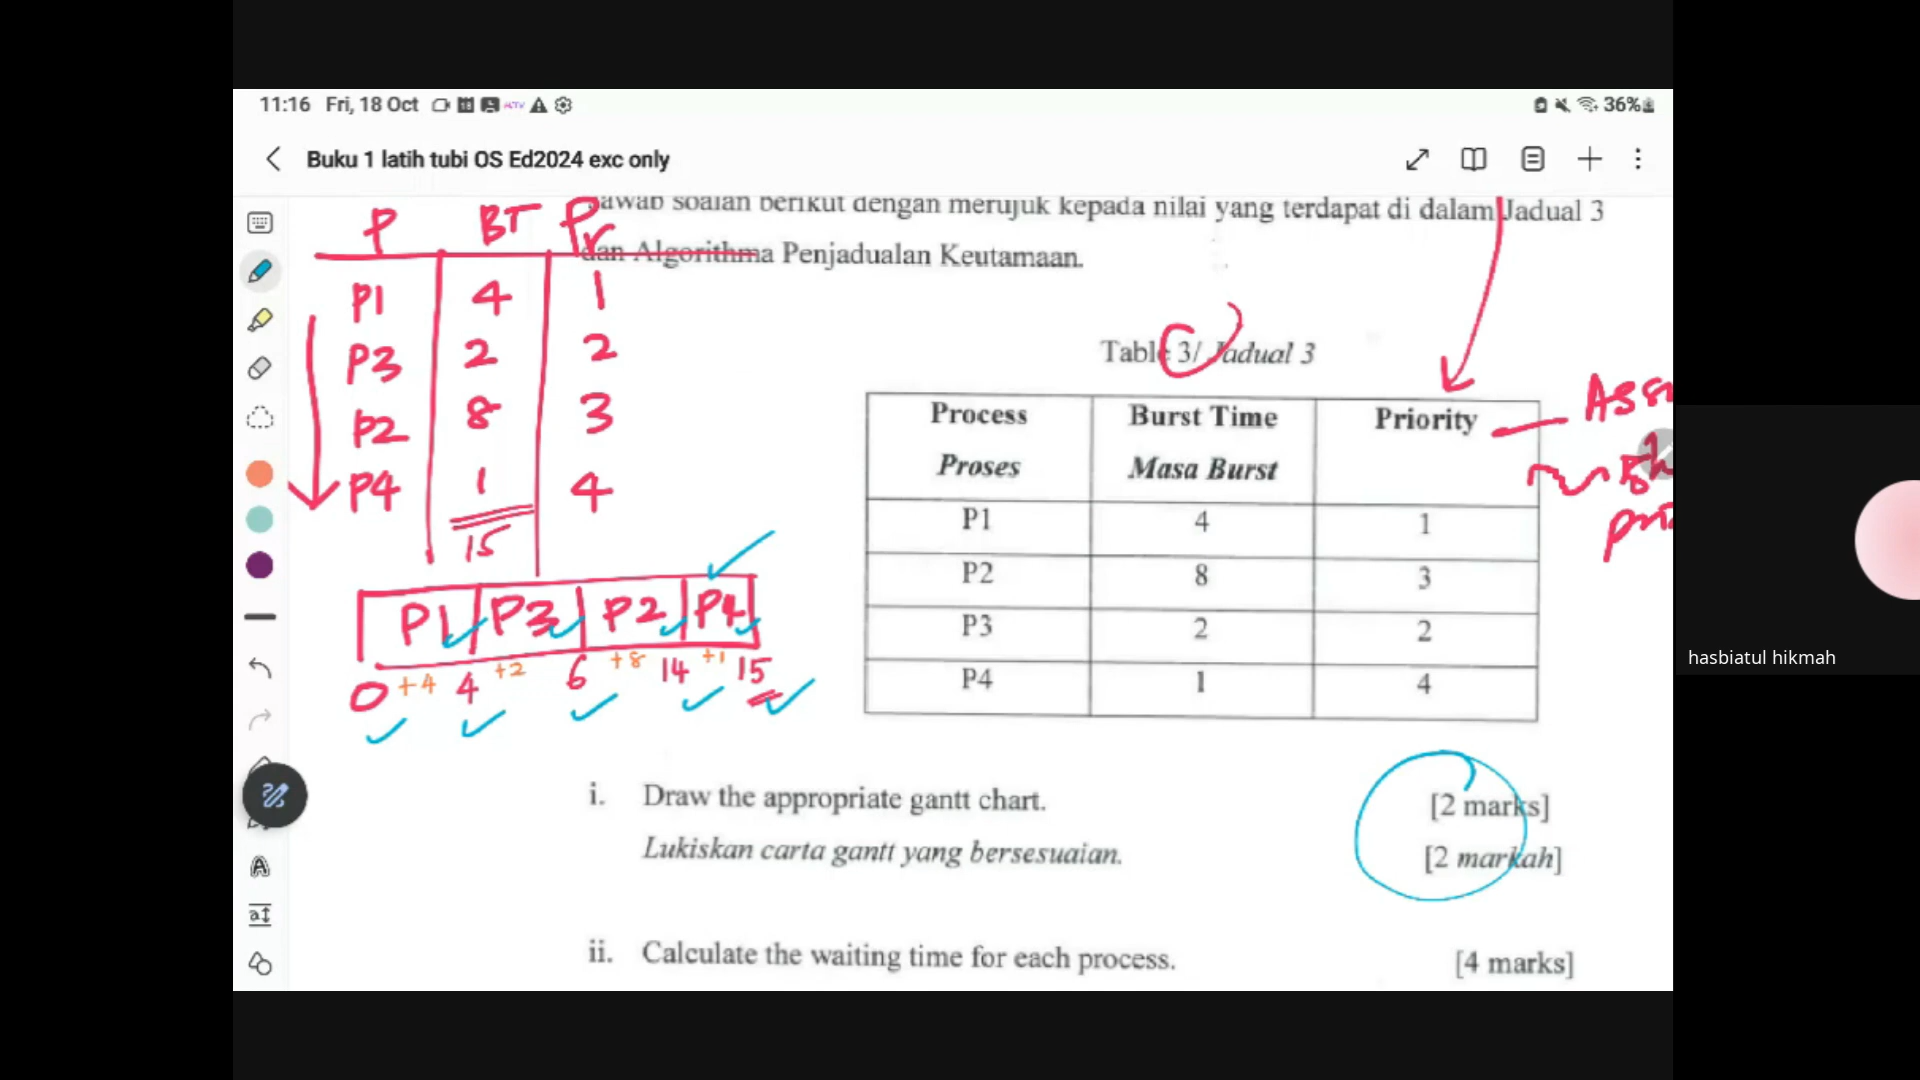 11:16 Fri, 18 Oct
36%
Buku 1 latih tubi OS Ed2024 exc only
Jawab soalan berikut dengan merujuk kepada nilai yang terdapat di dalam Jadual 3
dan Algorithma Penjadualan Keutamaan.
P BT Pr
P1 4 1
P3 2 2
P2 8 3
P4 1 4
15
P1 P3 P2 P4
0 +4 4 +2 6 +8 14 +1 15
Table 3/ Jadual 3
Process Burst Time Priority
Proses Masa Burst
P1 4 1
P2 8 3
P3 2 2
P4 1 4
i. Draw the appropriate gantt chart. [2 marks]
Lukiskan carta gantt yang bersesuaian. [2 markah]
ii. Calculate the waiting time for each process. [4 marks]
hasbiatul hikmah